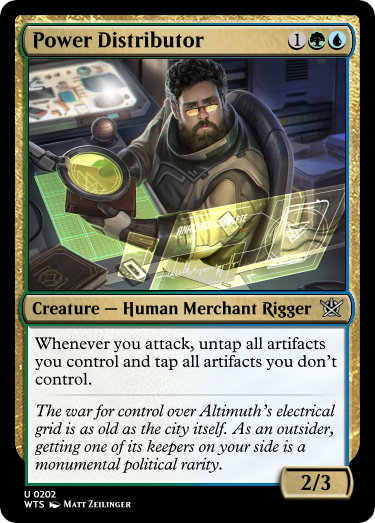 Power Distributor
1
ANALYSIS
Creature — Human Merchant Rigger
Whenever you attack, untap all artifacts
you control and tap all artifacts you don't
control.
The war for control over Altimuth's electrical
grid is as old as the city itself. As an outsider,
getting one of its keepers on your side is a
monumental political rarity.
2/3
U 0202
WTS MATT ZEILINGER